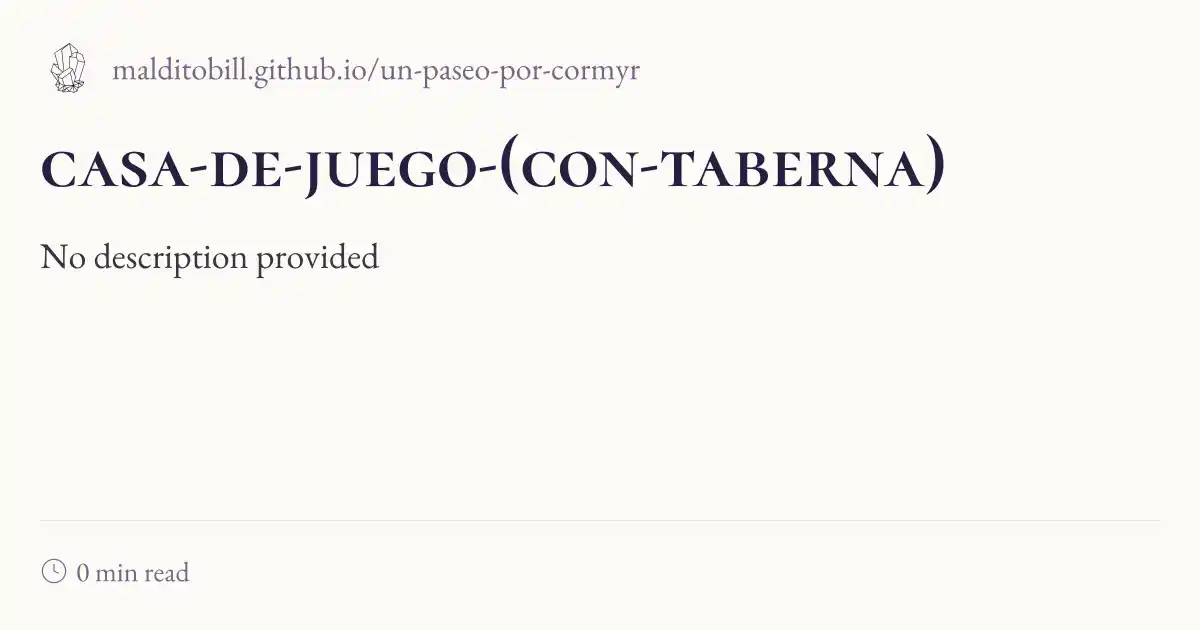 malditobill.github.io/un-paseo-por-cormyr
casa-de-juego-(con-taberna)
No description provided
0 min read